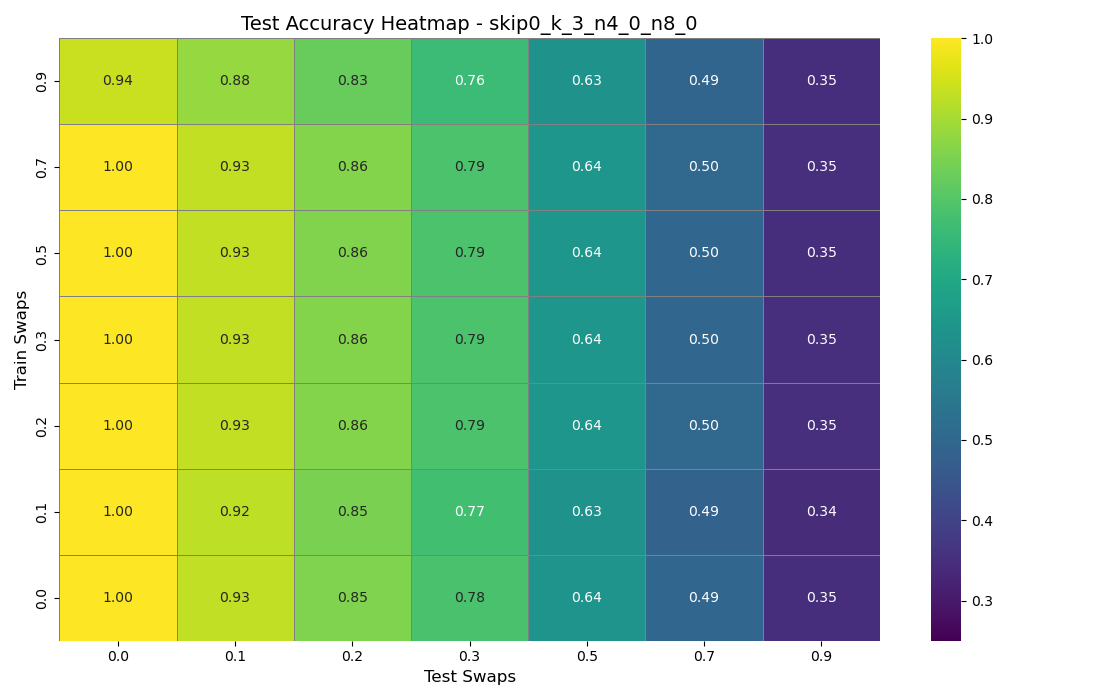 Test Accuracy Heatmap - skip0_k_3_n4_0_n8_0
Train Swaps
0.9 0.94 0.88 0.83 0.76 0.63 0.49 0.35
0.7 1.00 0.93 0.86 0.79 0.64 0.50 0.35
0.5 1.00 0.93 0.86 0.79 0.64 0.50 0.35
0.3 1.00 0.93 0.86 0.79 0.64 0.50 0.35
0.2 1.00 0.93 0.86 0.79 0.64 0.50 0.35
0.1 1.00 0.92 0.85 0.77 0.63 0.49 0.34
0.0 1.00 0.93 0.85 0.78 0.64 0.49 0.35
0.0 0.1 0.2 0.3 0.5 0.7 0.9
Test Swaps
1.0
0.9
0.8
0.7
0.6
0.5
0.4
0.3